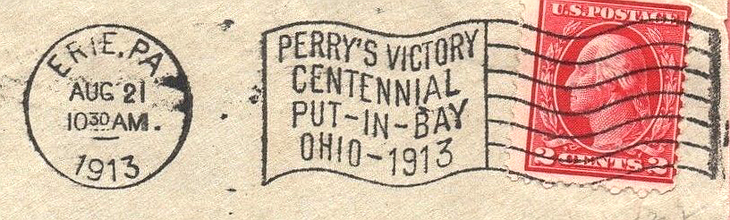 ERIE, PA.
AUG 21
10 30 AM.
1913
PERRY'S VICTORY
CENTENNIAL
PUT-IN-BAY
OHIO-1913
U.S. POSTAGE
2 CENTS 2